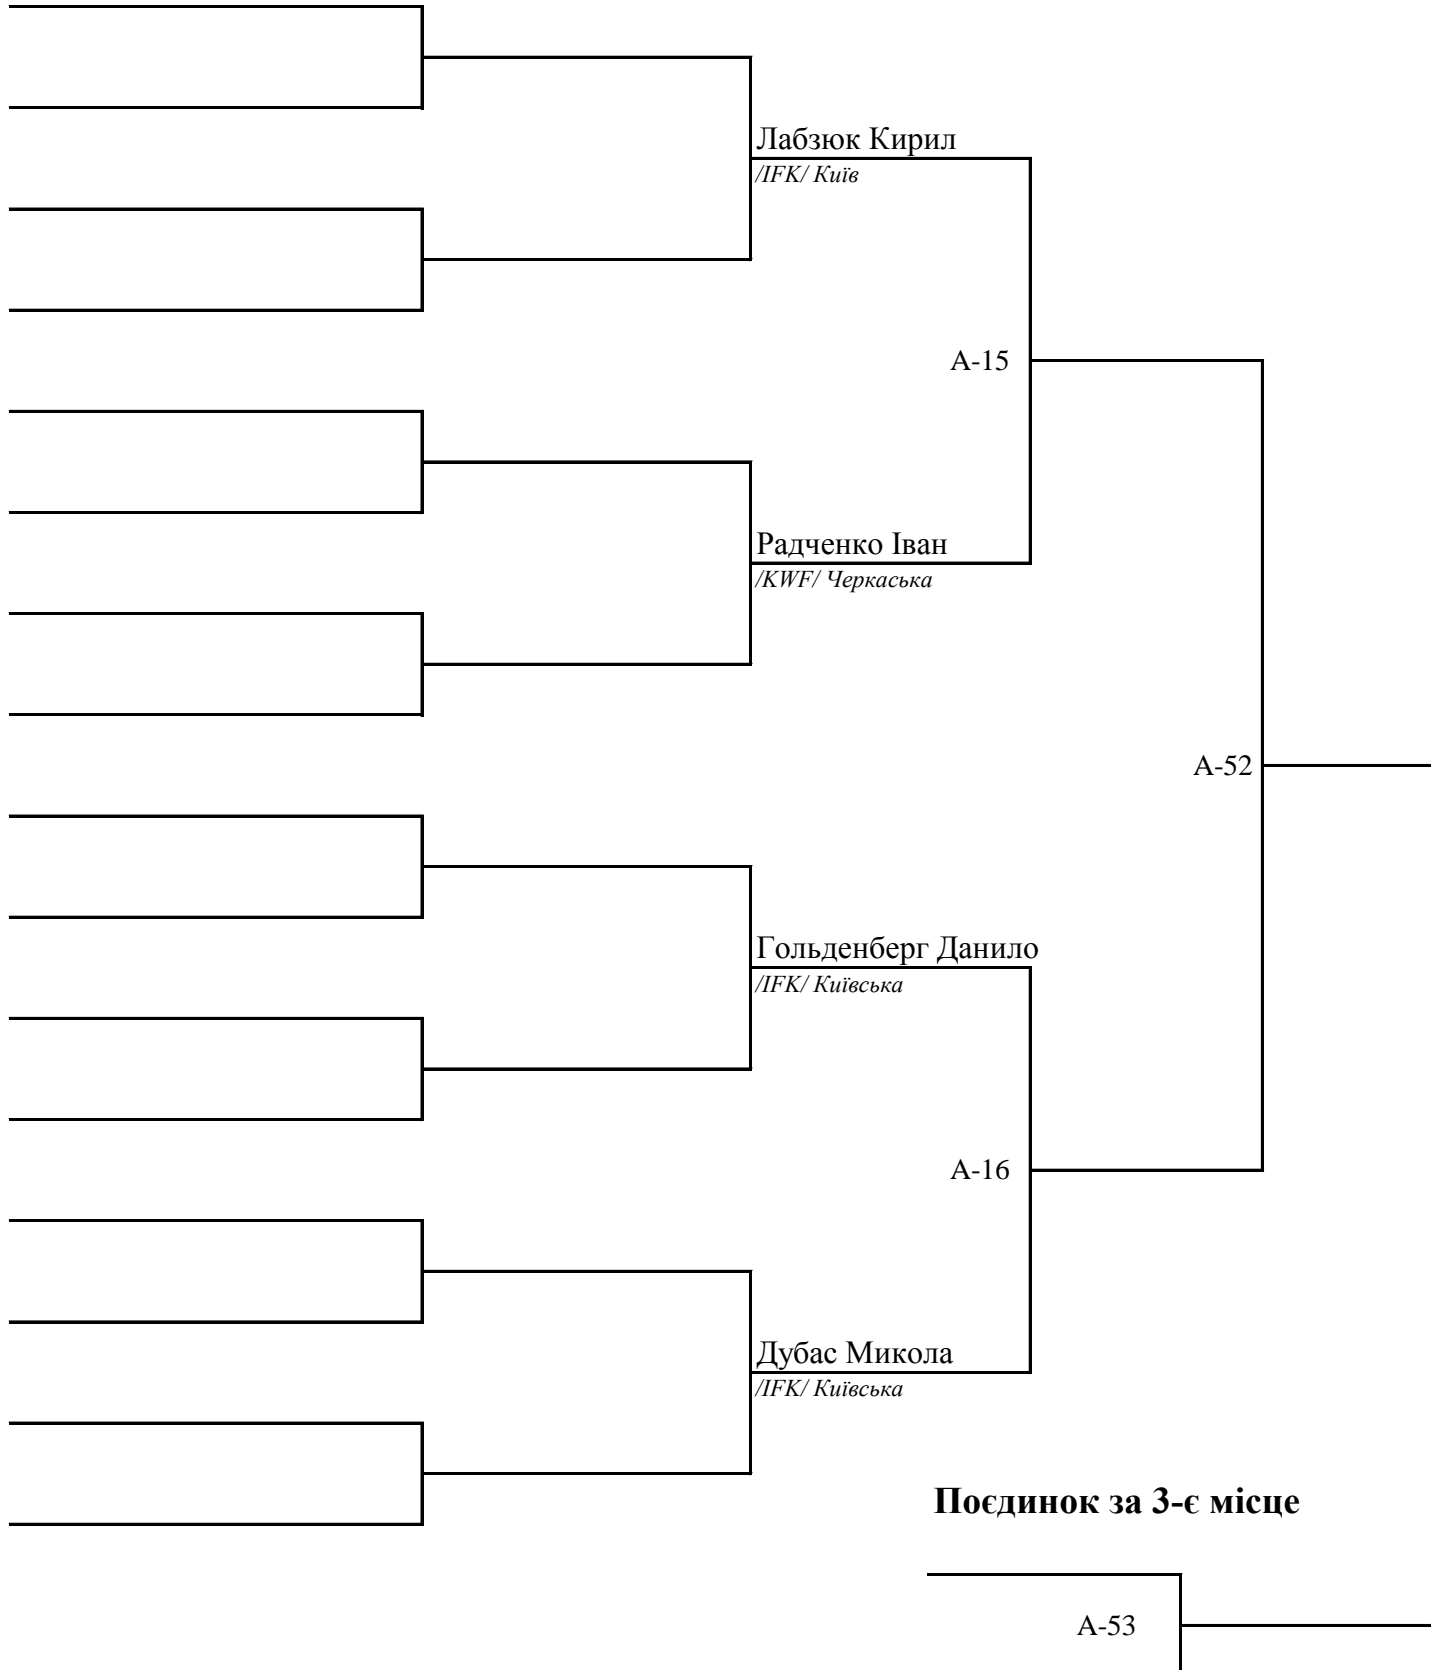 Лабзюк Кирил
/IFK/ Київ
А-15
Радченко Іван
/KWF/ Черкаська
А-52
Гольденберг Данило
/IFK/ Київська
А-16
Дубас Микола
/IFK/ Київська
Поєдинок за 3-є місце
А-53